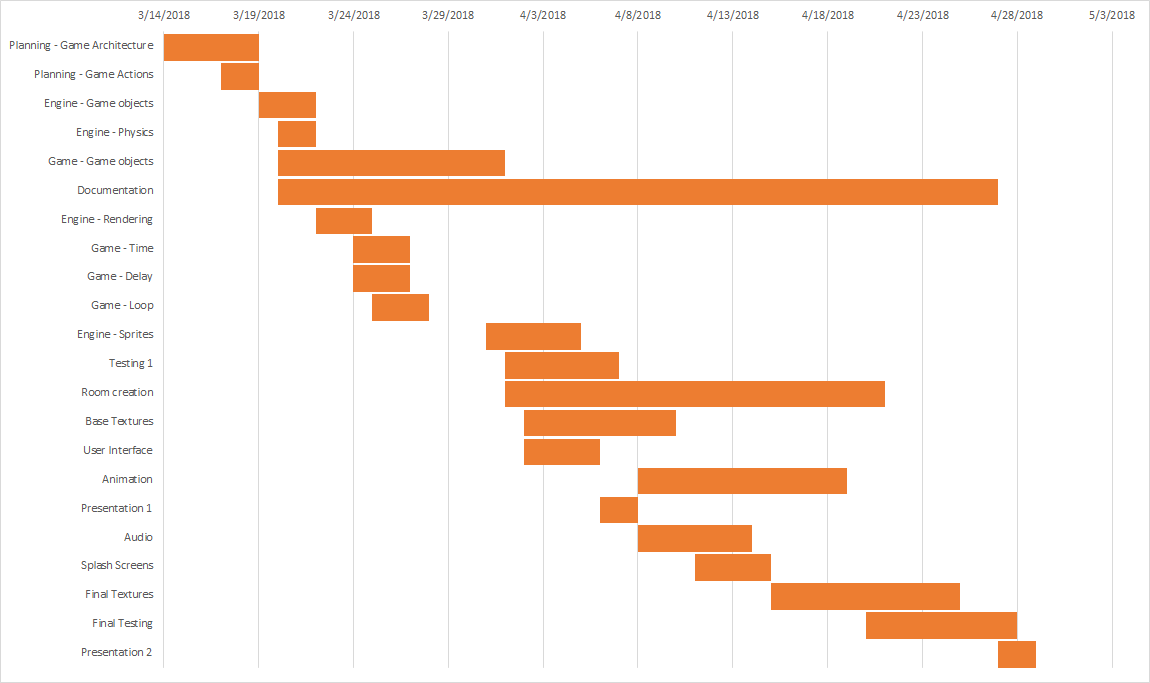 3/14/2018 3/19/2018 3/24/2018 3/29/2018 4/3/2018 4/8/2018 4/13/2018 4/18/2018 4/23/2018 4/28/2018 5/3/2018
Planning - Game Architecture
Planning - Game Actions
Engine - Game objects
Engine - Physics
Game - Game objects
Documentation
Engine - Rendering
Game - Time
Game - Delay
Game - Loop
Engine - Sprites
Testing 1
Room creation
Base Textures
User Interface
Animation
Presentation 1
Audio
Splash Screens
Final Textures
Final Testing
Presentation 2